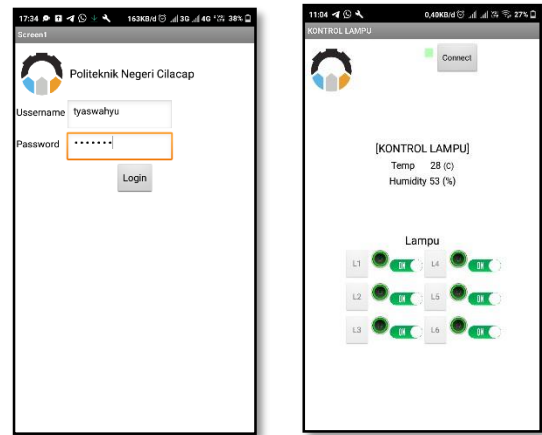 17:34 163KB/d 3G 4G 38%
Screen1
Politeknik Negeri Cilacap
Ussername tyaswahyu
Password •••••••
Login
11:04 0,40KB/d 27%
KONTROL LAMPU
Connect
[KONTROL LAMPU]
Temp 28 (C)
Humidity 53 (%)
Lampu
L1 ON L4 ON
L2 ON L5 ON
L3 ON L6 ON